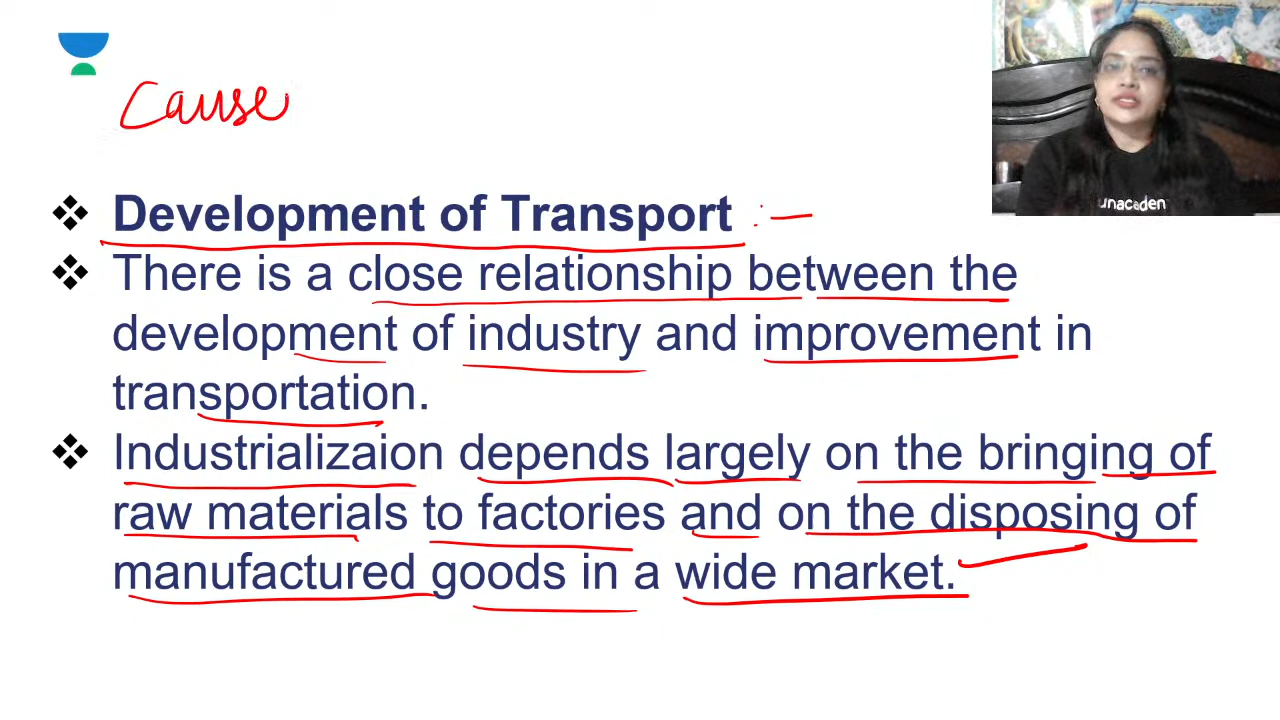 Cause
❖ Development of Transport :-
❖ There is a close relationship between the
development of industry and improvement in
transportation.
❖ Industrializaion depends largely on the bringing of
raw materials to factories and on the disposing of
manufactured goods in a wide market.
unacaden